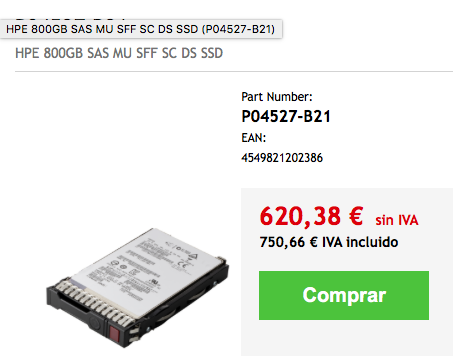 HPE 800GB SAS MU SFF SC DS SSD (P04527-B21)
HPE 800GB SAS MU SFF SC DS SSD
Part Number:
P04527-B21
EAN:
4549821202386
620,38 € sin IVA
750,66 € IVA incluido
Comprar